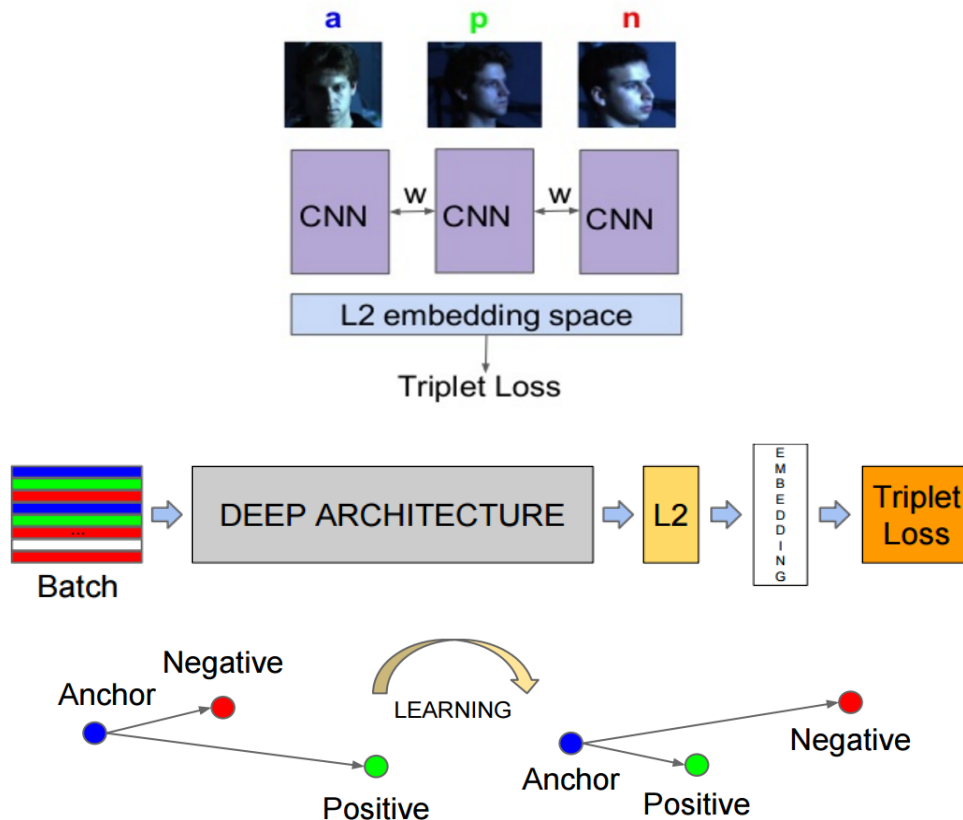 a p n
w w
CNN CNN CNN
L2 embedding space
Triplet Loss
...
Batch
DEEP ARCHITECTURE
L2
EMBEDDING
Triplet
Loss
Negative
Anchor
Positive
LEARNING
Negative
Anchor
Positive